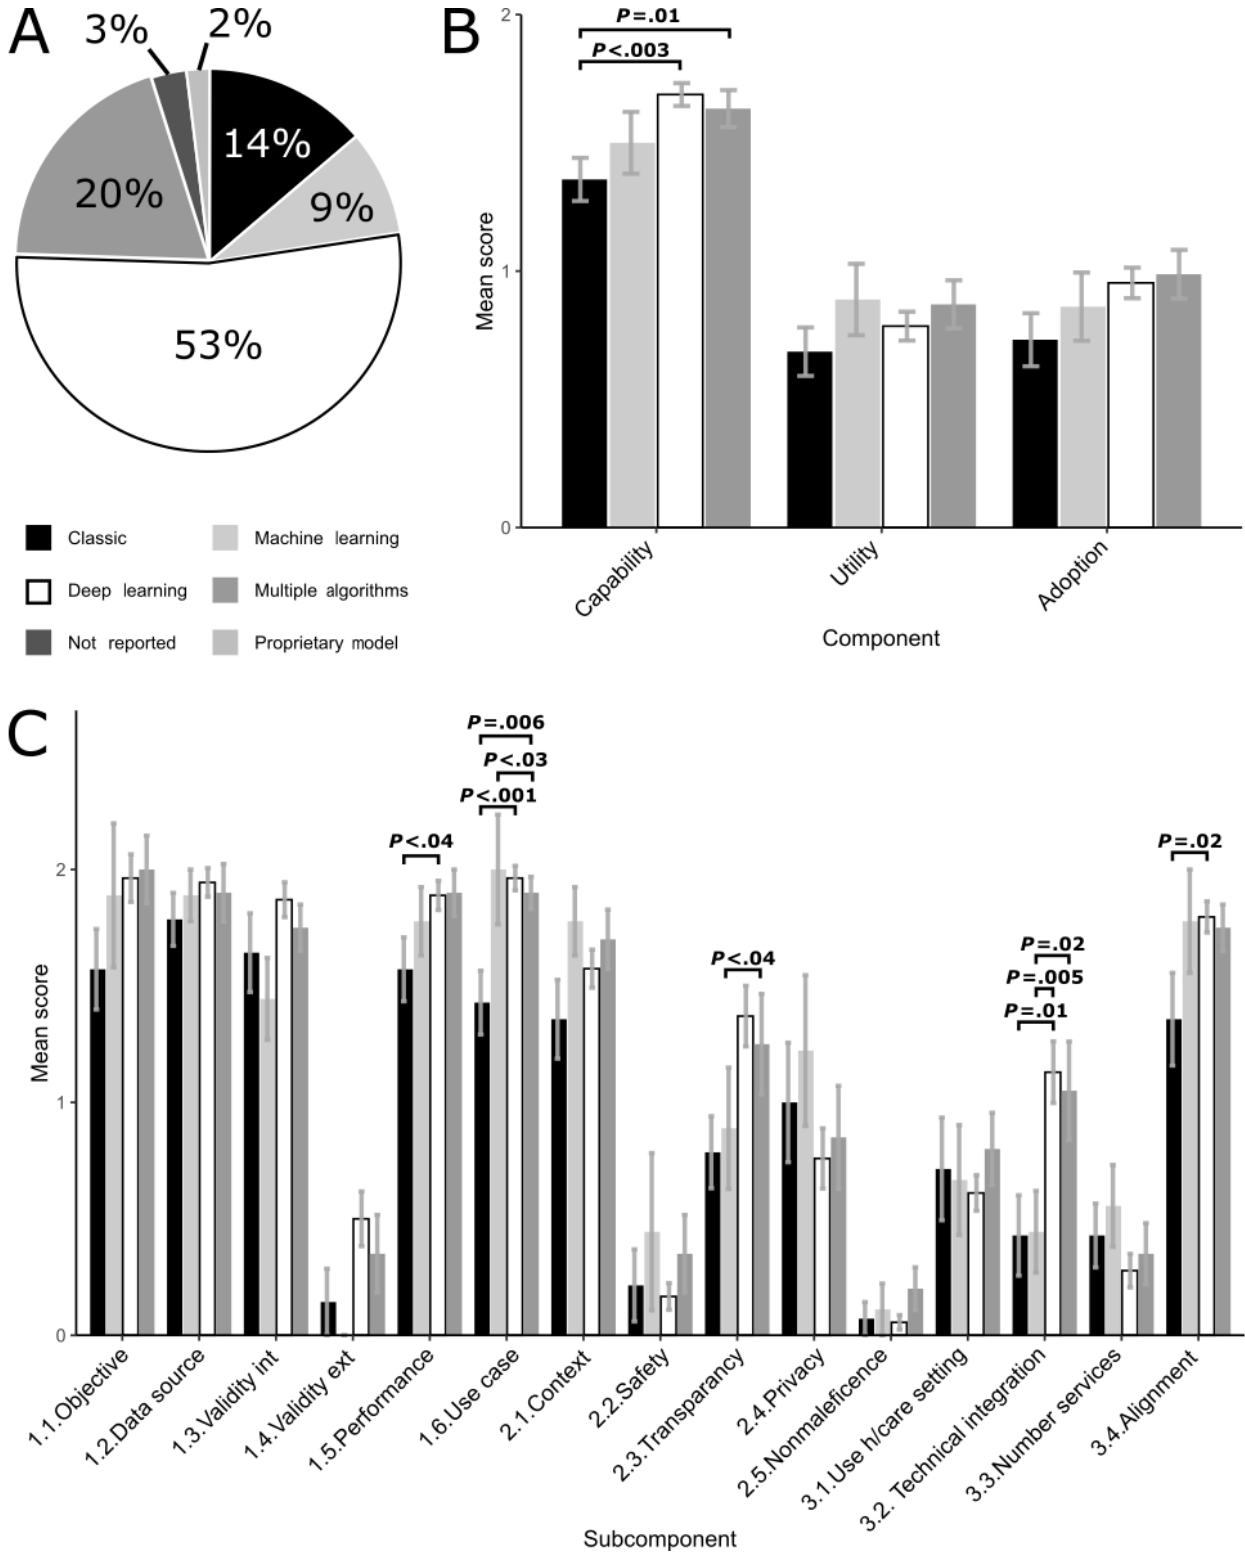 A
3%
2%
14%
9%
20%
53%
Classic
Machine learning
Deep learning
Multiple algorithms
Not reported
Proprietary model
B
P=.01
P<.003
2
1
0
Mean score
Capability
Utility
Adoption
Component
C
P=.006
P<.03
P<.001
P<.04
P=.02
P<.04
P=.02
P=.005
P=.01
2
1
0
Mean score
1.1.Objective
1.2.Data source
1.3.Validity int
1.4.Validity ext
1.5.Performance
1.6.Use case
2.1.Context
2.2.Safety
2.3.Transparancy
2.4.Privacy
2.5.Nonmaleficence
3.1.Use h/care setting
3.2. Technical integration
3.3.Number services
3.4.Alignment
Subcomponent